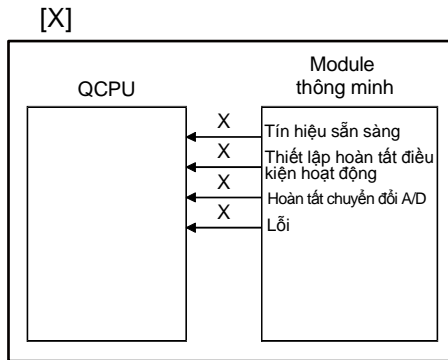 [X]
QCPU
Module
thông minh
X
Tín hiệu sẵn sàng
X
Thiết lập hoàn tất điều
kiện hoạt động
X
Hoàn tất chuyển đổi A/D
X
Lỗi